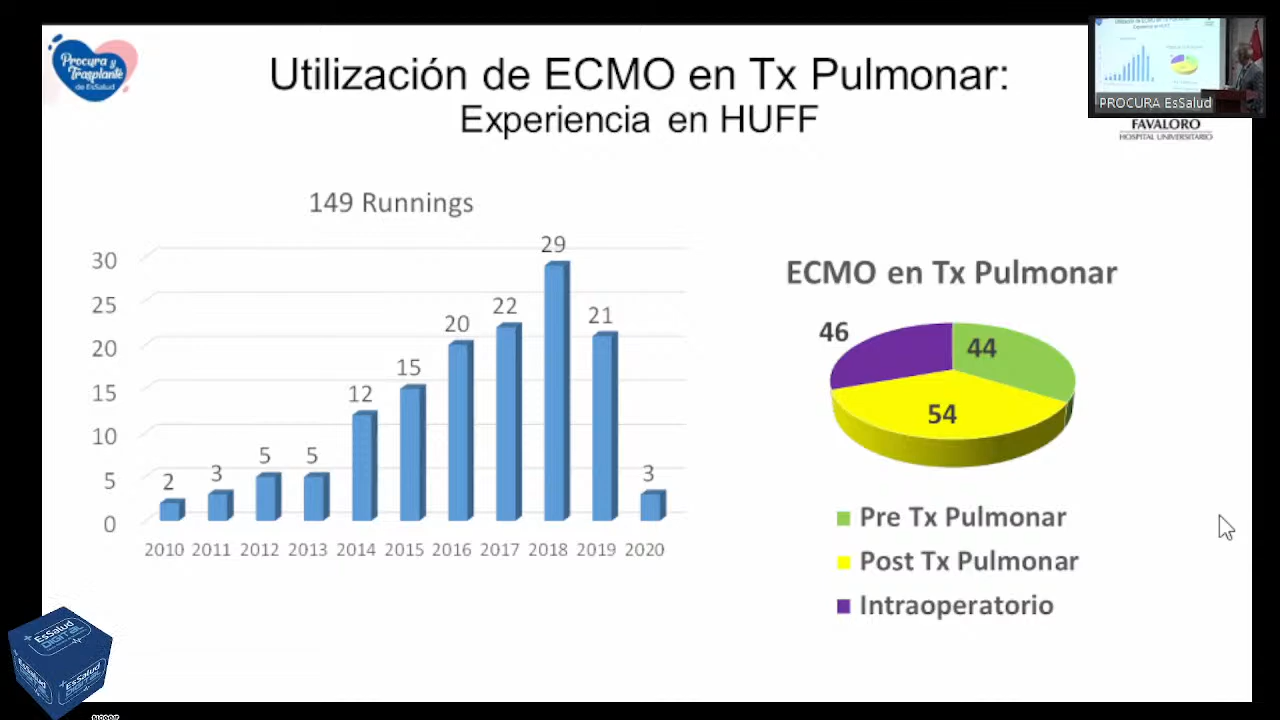 Procura y
Trasplante
de EsSalud
Utilización de ECMO en Tx Pulmonar:
Experiencia en HUFF
PROCURA EsSalud
FAVALORO
HOSPITAL UNIVERSITARIO
149 Runnings
30
25
20
15
10
5
0
2
3
5
5
12
15
20
22
29
21
3
2010 2011 2012 2013 2014 2015 2016 2017 2018 2019 2020
ECMO en Tx Pulmonar
46
44
54
Pre Tx Pulmonar
Post Tx Pulmonar
Intraoperatorio
EsSalud
DIGITAL
EsSalud